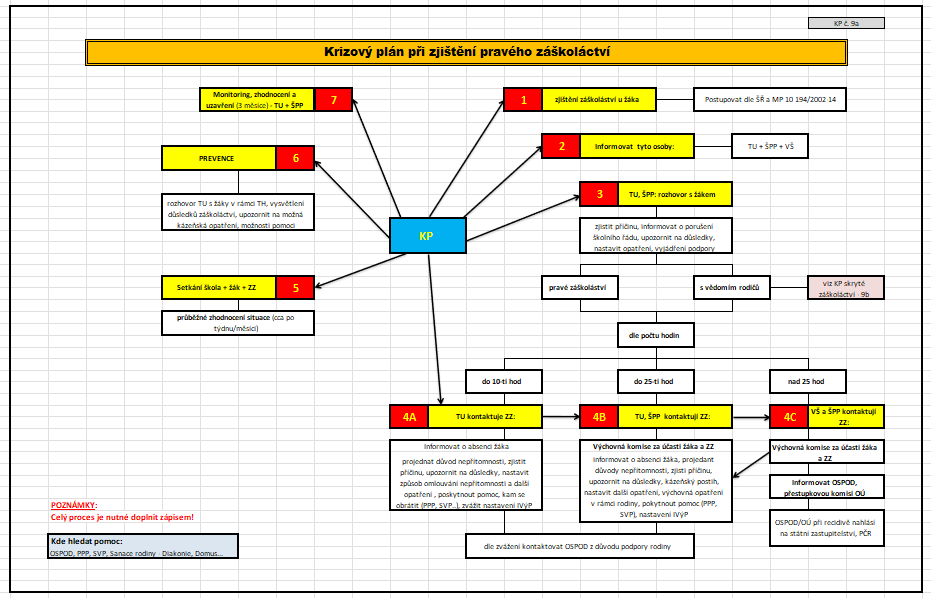 KP č. 9a
Krizový plán při zjištění pravého záškoláctví
Monitoring, zhodnocení a
uzavření (3 měsíce) - TU + ŠPP
7
1
zjištění záškoláctví u žáka
Postupovat dle ŠŘ a MP 10 194/2002-14
2
Informovat tyto osoby:
TU + ŠPP + VŠ
PREVENCE
6
rozhovor TU s žáky v rámci TH, vysvětlení
důsledků záškoláctví, upozornit na možná
kázeňská opatření, možnosti pomoci
3
TU, ŠPP: rozhovor s žákem
zjistit příčinu, informovat o porušení
školního řádu, upozornit na důsledky,
nastavit opatření, vyjádření podpory
KP
Setkání škola + žák + ZZ
5
průběžné zhodnocení situace (cca po
týdnu/měsíci)
pravé záškoláctví
s vědomím rodičů
viz KP skryté
záškoláctví - 9b
dle počtu hodin
do 10-ti hod
do 25-ti hod
nad 25 hod
4A
TU kontaktuje ZZ:
4B
TU, ŠPP kontaktují ZZ:
4C
VŠ a ŠPP kontaktují
ZZ:
Informovat o absenci žáka
projednat důvod nepřítomnosti, zjistit
příčinu, upozornit na důsledky, nastavit
způsob omlouvání nepřítomnosti a další
opatření , poskytnout pomoc, kam se
obrátit (PPP, SVP..), zvážit nastavení IVýP
Výchovná komise za účasti žáka a ZZ
informovat o absenci žáka, projedant
důvody nepřítomnosti, zjisti příčinu,
upozornit na důsledky, kázeňský postih,
nastavit další opatření, výchovná opatření
v rámci rodiny, pokytnout pomoc (PPP,
SVP), nastavení IVýP
Výchovná komise za účasti žáka
a ZZ
Informovat OSPOD,
přestupkovou komisi OÚ
OSPOD/OÚ při recidivě nahlásí
na státní zastupitelství, PČR
dle zvážení kontaktovat OSPOD z důvodu podpory rodiny
POZNÁMKY:
Celý proces je nutné doplnit zápisem!
Kde hledat pomoc:
OSPOD, PPP, SVP, Sanace rodiny - Diakonie, Domus...